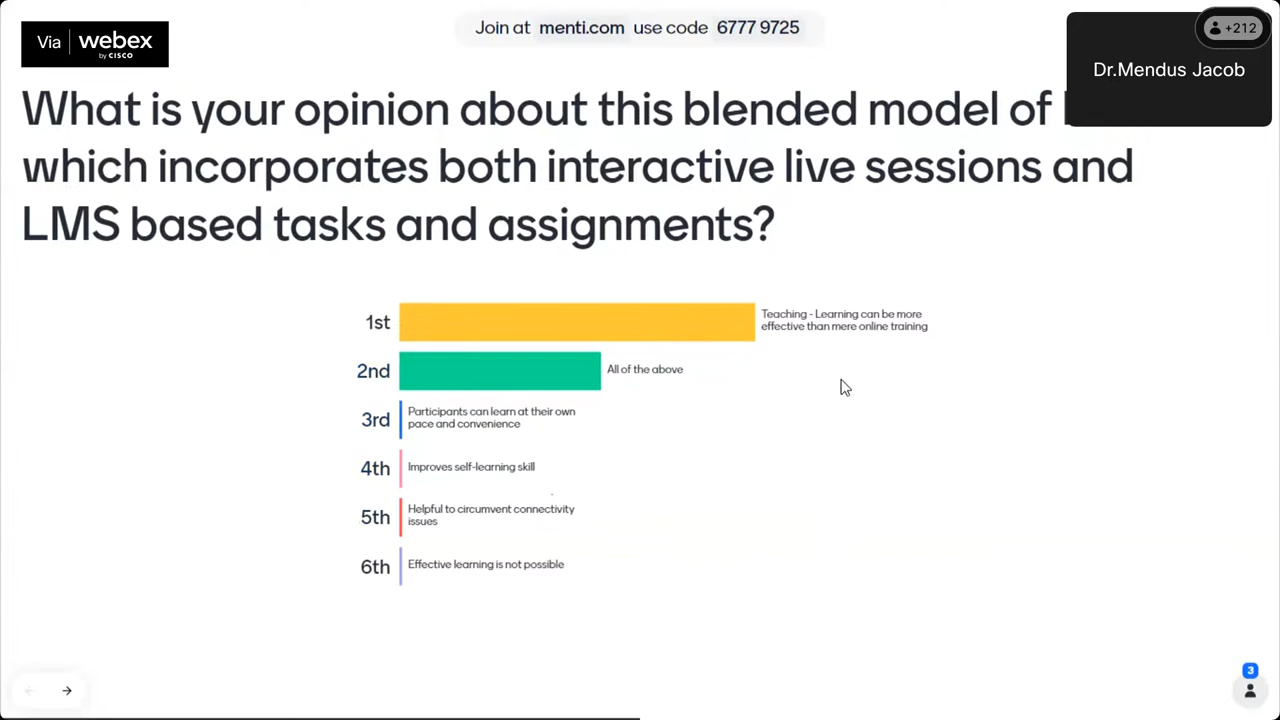 Join at menti.com use code 6777 9725
Via webex
by CISCO
+212
Dr.Mendus Jacob
What is your opinion about this blended model of
which incorporates both interactive live sessions and
LMS based tasks and assignments?
1st
Teaching - Learning can be more
effective than mere online training
2nd
All of the above
3rd
Participants can learn at their own
pace and convenience
4th
Improves self-learning skill
5th
Helpful to circumvent connectivity
issues
6th
Effective learning is not possible
3